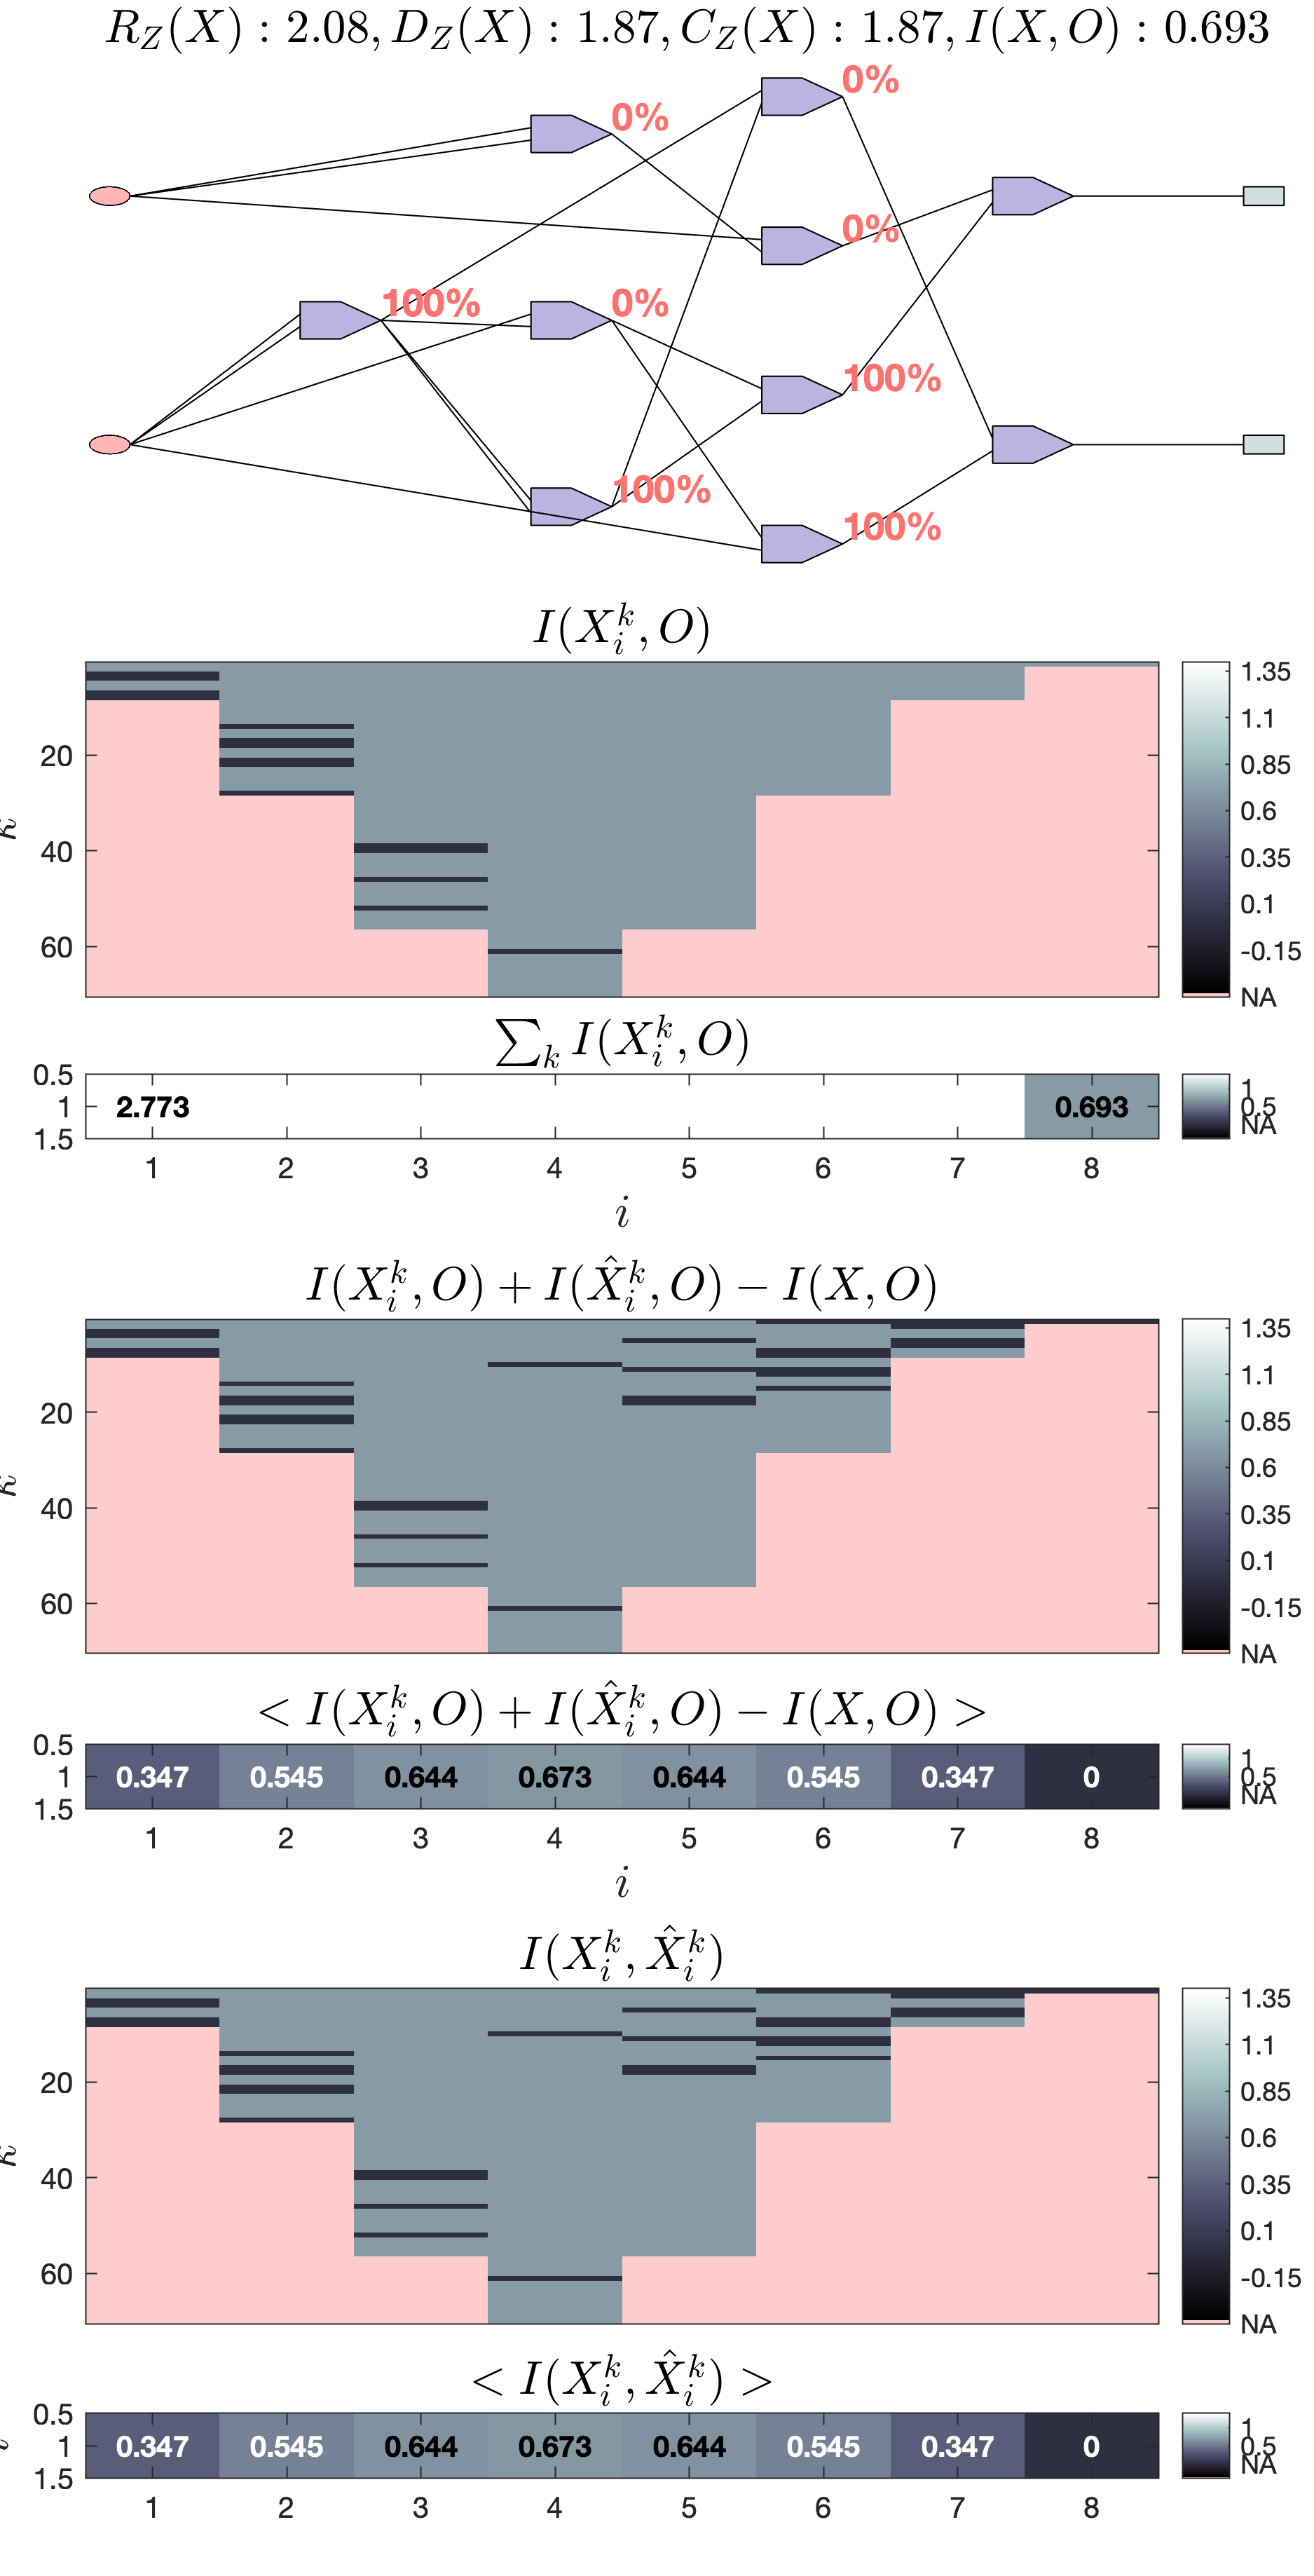 R_Z(X) : 2.08, D_Z(X) : 1.87, C_Z(X) : 1.87, I(X, O) : 0.693
0%
0%
0%
100%
0%
100%
100%
100%
I(X_i^k, O)
20
40
60
k
1.35
1.1
0.85
0.6
0.35
0.1
-0.15
NA
∑_k I(X_i^k, O)
0.5
1
1.5
2.773
0.693
1
0.5
NA
1 2 3 4 5 6 7 8
i
I(X_i^k, O) + I(X̂_i^k, O) − I(X, O)
20
40
60
k
1.35
1.1
0.85
0.6
0.35
0.1
-0.15
NA
< I(X_i^k, O) + I(X̂_i^k, O) − I(X, O) >
0.5
1
1.5
0.347 0.545 0.644 0.673 0.644 0.545 0.347 0
1
0.5
NA
1 2 3 4 5 6 7 8
i
I(X_i^k, X̂_i^k)
20
40
60
k
1.35
1.1
0.85
0.6
0.35
0.1
-0.15
NA
< I(X_i^k, X̂_i^k) >
0.5
1
1.5
0.347 0.545 0.644 0.673 0.644 0.545 0.347 0
1
0.5
NA
1 2 3 4 5 6 7 8